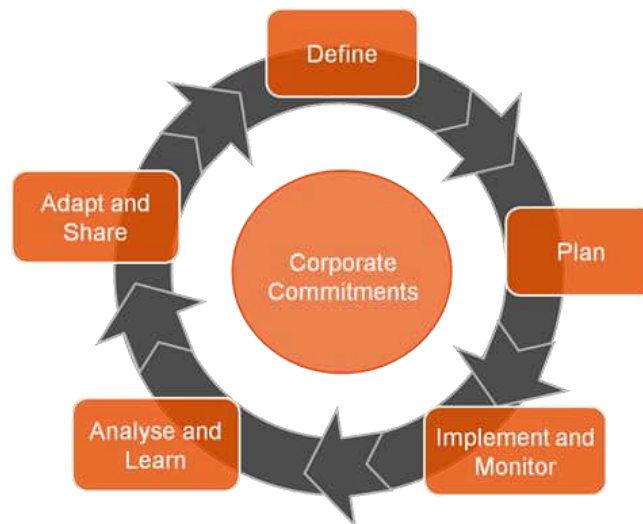 Define
Plan
Implement and
Monitor
Analyse and
Learn
Adapt and
Share
Corporate
Commitments